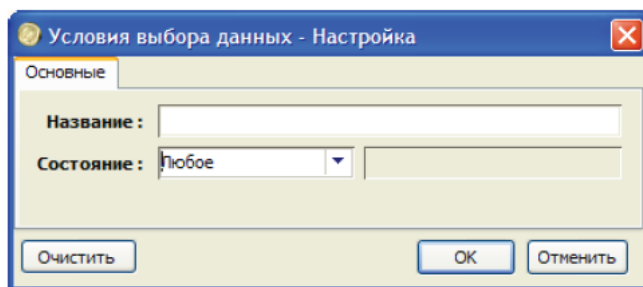 Условия выбора данных - Настройка
Основные
Название:
Состояние: Любое
Очистить OK Отменить